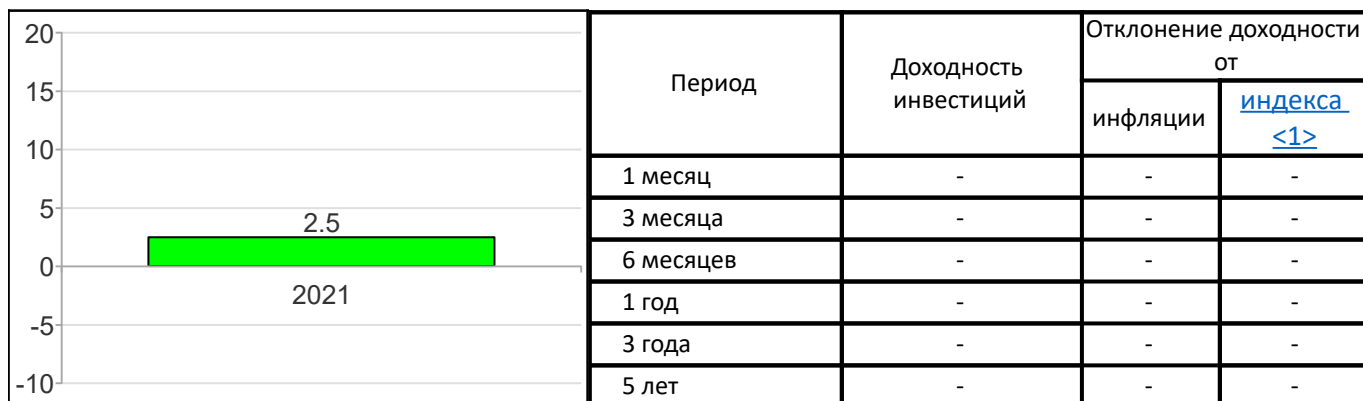 20
15
10
5
0
-5
-10
2.5
2021
Период
Доходность
инвестиций
Отклонение доходности
от
инфляции
индекса
<1>
1 месяц - - -
3 месяца - - -
6 месяцев - - -
1 год - - -
3 года - - -
5 лет - - -